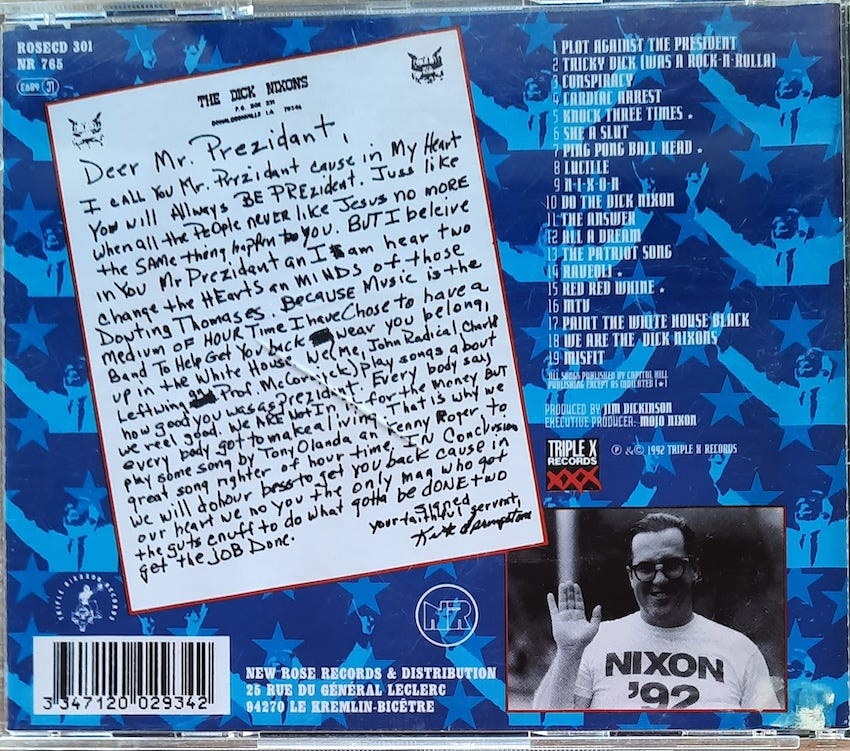 ROSECD 301
NR 765
THE DICK NIXONS
P.O. BOX 231
DONALDSONVILLE LA 70346
Deer Mr. Prezidant,
I CAll You Mr. Prezidant cause in My HeArt
You will Allways BE PREzident. Juss like
when all the PEOPle NEVER like Jesus no more
the SAMe thing happen to you. BUT I beleive
in You Mr Prezidant an I am hear two
change the HEArts an MINDS of those
Douting Thomases. BECAUSE Music is the
MEDium of HOUR Time I have Chose to have a
Band To Help Get You back wear you belong,
up in the White House. We (Me, John Radical, Charle
Leftwing Prof. McCormick) Play songs about
how good you was as Prezidant. Every body say
we reel good. We ARE Not In it for the Money BUT
every body got to make a living. That is why we
play some song by Tony Olanda an Kenny Roger, to
great song righter of hour time. IN Conclusion
We will do hour bess to get you back cause in
our heart we no you the only man who got
the guts enuff to do what gotta be dONE two
get the JOB Done.
Signed
your faithful servant,
1 PLOT AGAINST THE PRESIDENT
2 TRICKY DICK (WAS A ROCK-N-ROLLA)
3 CONSPIRACY
4 CARDIAC ARREST
5 KNOCK THREE TIMES *
6 SHE A SLUT
7 PING PONG BALL HEAD *
8 LUCILLE
9 N-I-X-O-N
10 DO THE DICK NIXON
11 THE ANSWER
12 ALL A DREAM
13 THE PATRIOT SONG
14 RAVEOLI *
15 RED RED WHINE *
16 MTV
17 PAINT THE WHITE HOUSE BLACK
18 WE ARE THE DICK NIXONS
19 MISFIT
ALL SONGS PUBLISHED BY CAPITOL HILL
PUBLISHING EXCEPT AS INDICATED (*)
PRODUCED BY JIM DICKINSON
EXECUTIVE PRODUCER: MOJO NIXON
TRIPLE X
RECORDS
XXX
℗ & © 1992 TRIPLE X RECORDS
NIXON
'92
NR
NEW ROSE RECORDS & DISTRIBUTION
25 RUE DU GÉNÉRAL LECLERC
94270 LE KREMLIN-BICÊTRE
3 347120 029342